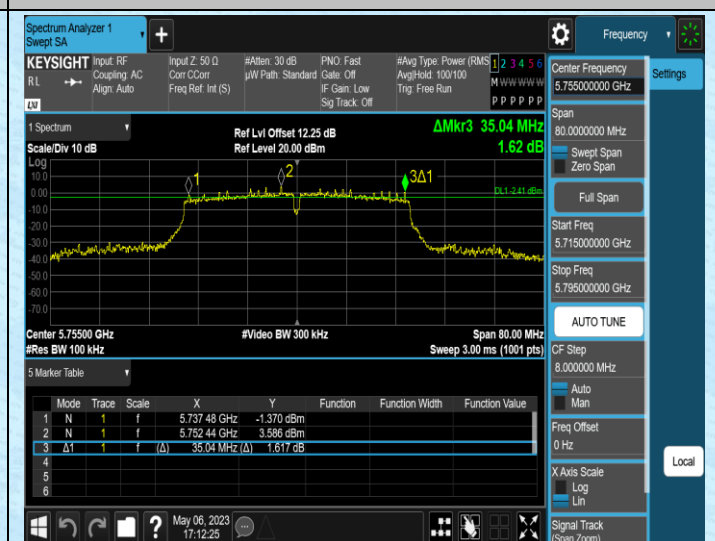 Spectrum Analyzer 1
Swept SA
+
Frequency
KEYSIGHT
RL
LXI
Input: RF
Coupling: AC
Align: Auto
Input Z: 50 Ω
Corr CCorr
Freq Ref: Int (S)
#Atten: 30 dB
µW Path: Standard
PNO: Fast
Gate: Off
IF Gain: Low
Sig Track: Off
#Avg Type: Power (RMS
Avg|Hold: 100/100
Trig: Free Run
1 2 3 4 5 6
M W W W W W
P P P P P P
1 Spectrum
Scale/Div 10 dB
Ref Lvl Offset 12.25 dB
Ref Level 20.00 dBm
ΔMkr3 35.04 MHz
1.62 dB
Log
10.0
0.00
-10.0
-20.0
-30.0
-40.0
-50.0
-60.0
-70.0
1
2
3Δ1
DL1 -2.41 dBm
Center 5.75500 GHz
#Video BW 300 kHz
Span 80.00 MHz
#Res BW 100 kHz
Sweep 3.00 ms (1001 pts)
5 Marker Table
Mode Trace Scale X Y Function Function Width Function Value
1 N 1 f 5.737 48 GHz -1.370 dBm
2 N 1 f 5.752 44 GHz 3.586 dBm
3 Δ1 1 f (Δ) 35.04 MHz (Δ) 1.617 dB
4
5
6
May 06, 2023
17:12:25
?
Center Frequency
5.755000000 GHz
Settings
Span
80.0000000 MHz
Swept Span
Zero Span
Full Span
Start Freq
5.715000000 GHz
Stop Freq
5.795000000 GHz
AUTO TUNE
CF Step
8.000000 MHz
Auto
Man
Freq Offset
0 Hz
X Axis Scale
Log
Lin
Local
Signal Track
(Span Zoom)